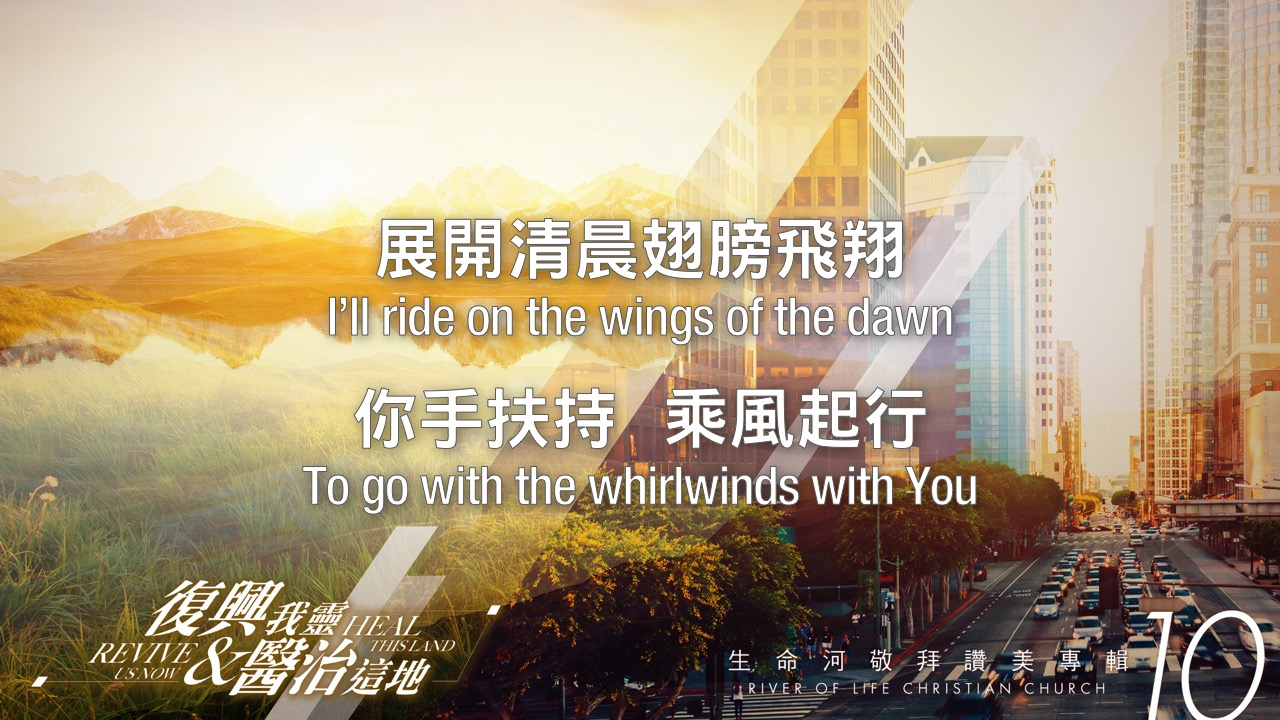 展開清晨翅膀飛翔
I'll ride on the wings of the dawn
你手扶持 乘風起行
To go with the whirlwinds with You
復興我靈 HEAL THIS LAND
REVIVE US NOW & 醫治這地
生命河敬拜讚美專輯 10
RIVER OF LIFE CHRISTIAN CHURCH